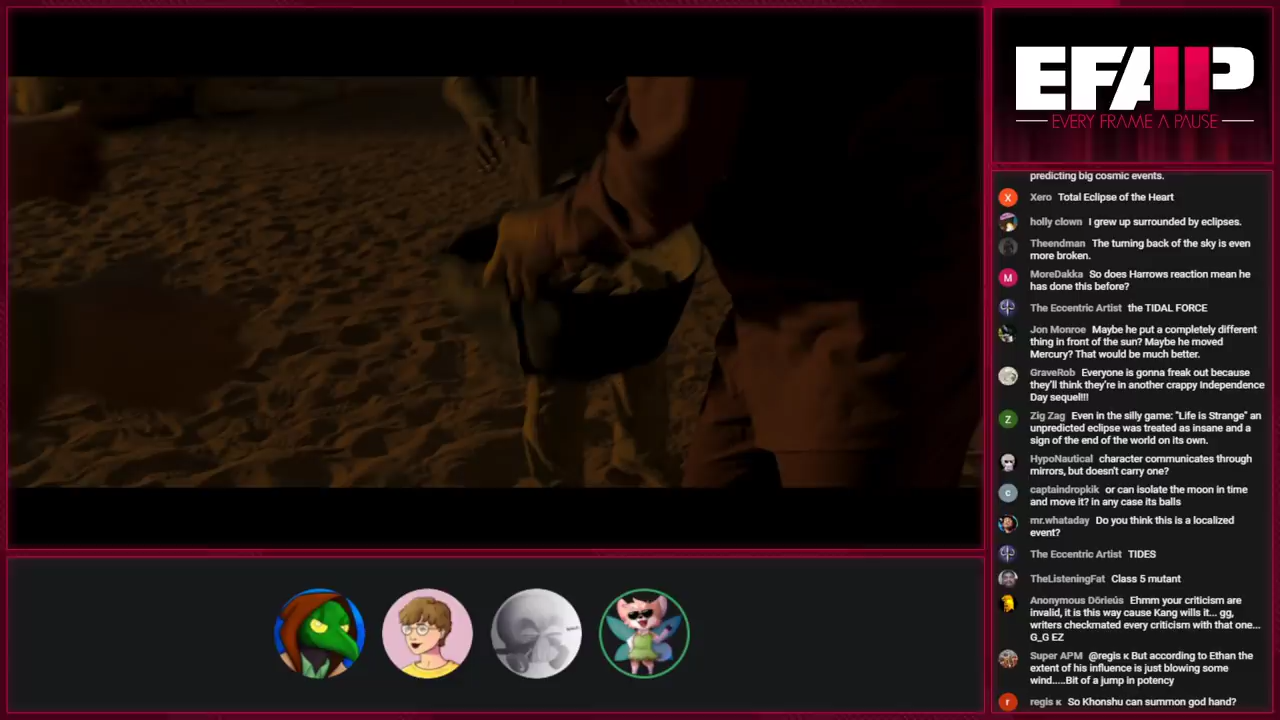 EFAP
EVERY FRAME A PAUSE
predicting big cosmic events.
X
Xero Total Eclipse of the Heart
holly clown I grew up surrounded by eclipses.
Theendman The turning back of the sky is even
more broken.
M
MoreDakka So does Harrows reaction mean he
has done this before?
The Eccentric Artist the TIDAL FORCE
Jon Monroe Maybe he put a completely different
thing in front of the sun? Maybe he moved
Mercury? That would be much better.
GraveRob Everyone is gonna freak out because
they'll think they're in another crappy Independence
Day sequel!!!
Z
Zig Zag Even in the silly game: "Life is Strange" an
unpredicted eclipse was treated as insane and a
sign of the end of the world on its own.
HypoNautical character communicates through
mirrors, but doesn't carry one?
c
captaindropkik or can isolate the moon in time
and move it? in any case its balls
mr.whataday Do you think this is a localized
event?
The Eccentric Artist TIDES
TheListeningFat Class 5 mutant
Anonymous Dōrieús Ehmm your criticism are
invalid, it is this way cause Kang wills it... gg,
writers checkmated every criticism with that one...
G_G EZ
Super APM @regis κ But according to Ethan the
extent of his influence is just blowing some
wind.....Bit of a jump in potency
r
regis κ So Khonshu can summon god hand?